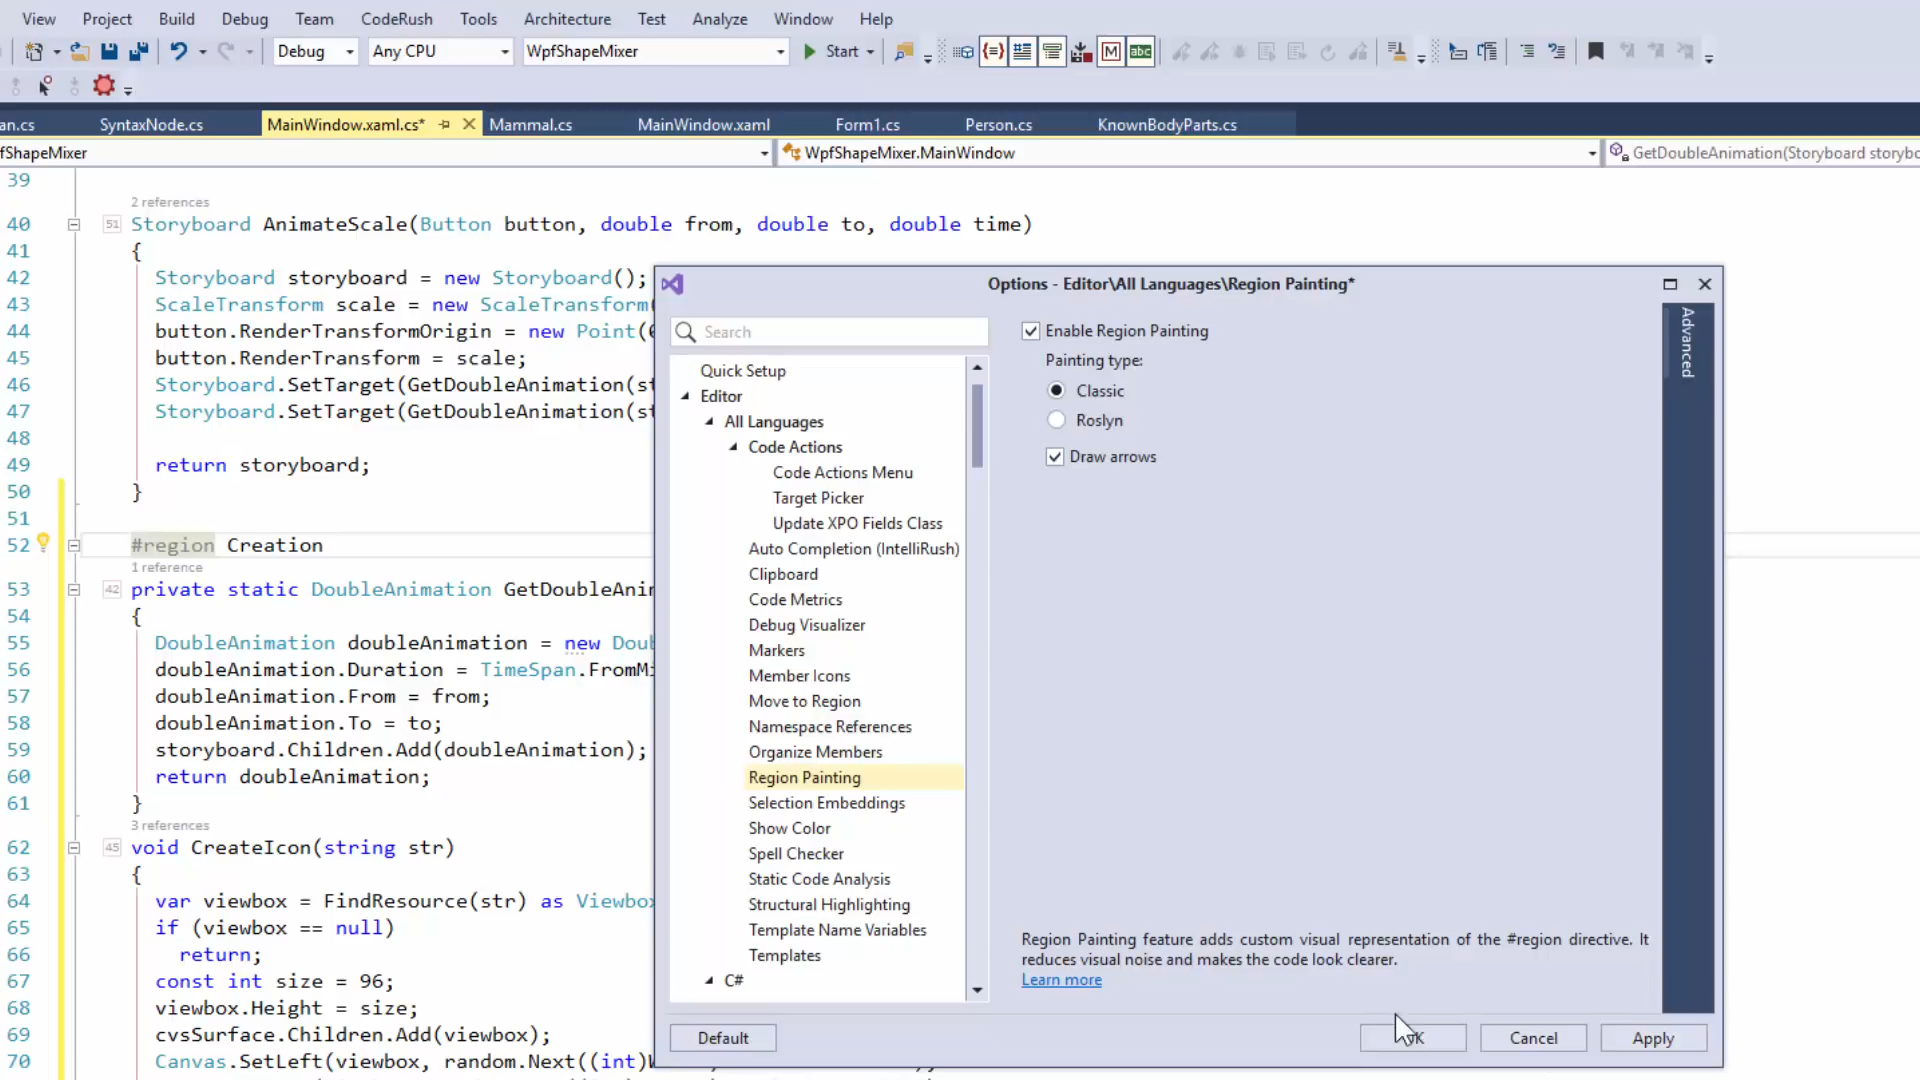 View Project Build Debug Team CodeRush Tools Architecture Test Analyze Window Help
Debug Any CPU WpfShapeMixer Start
an.cs SyntaxNode.cs MainWindow.xaml.cs* Mammal.cs MainWindow.xaml Form1.cs Person.cs KnownBodyParts.cs
fShapeMixer WpfShapeMixer.MainWindow GetDoubleAnimation(Storyboard storybo
39
2 references
40 51 Storyboard AnimateScale(Button button, double from, double to, double time)
41 {
42 Storyboard storyboard = new Storyboard();
43 ScaleTransform scale = new ScaleTransform(
44 button.RenderTransformOrigin = new Point(
45 button.RenderTransform = scale;
46 Storyboard.SetTarget(GetDoubleAnimation(st
47 Storyboard.SetTarget(GetDoubleAnimation(st
48
49 return storyboard;
50 }
51
52 #region Creation
1 reference
53 42 private static DoubleAnimation GetDoubleAni
54 {
55 DoubleAnimation doubleAnimation = new Dou
56 doubleAnimation.Duration = TimeSpan.FromMi
57 doubleAnimation.From = from;
58 doubleAnimation.To = to;
59 storyboard.Children.Add(doubleAnimation);
60 return doubleAnimation;
61 }
3 references
62 45 void CreateIcon(string str)
63 {
64 var viewbox = FindResource(str) as Viewbo
65 if (viewbox == null)
66 return;
67 const int size = 96;
68 viewbox.Height = size;
69 cvsSurface.Children.Add(viewbox);
70 Canvas.SetLeft(viewbox, random.Next((int)
Options - Editor\All Languages\Region Painting*
Search
Quick Setup
Editor
All Languages
Code Actions
Code Actions Menu
Target Picker
Update XPO Fields Class
Auto Completion (IntelliRush)
Clipboard
Code Metrics
Debug Visualizer
Markers
Member Icons
Move to Region
Namespace References
Organize Members
Region Painting
Selection Embeddings
Show Color
Spell Checker
Static Code Analysis
Structural Highlighting
Template Name Variables
Templates
C#
Enable Region Painting
Painting type:
Classic
Roslyn
Draw arrows
Advanced
Region Painting feature adds custom visual representation of the #region directive. It
reduces visual noise and makes the code look clearer.
Learn more
Default Cancel Apply